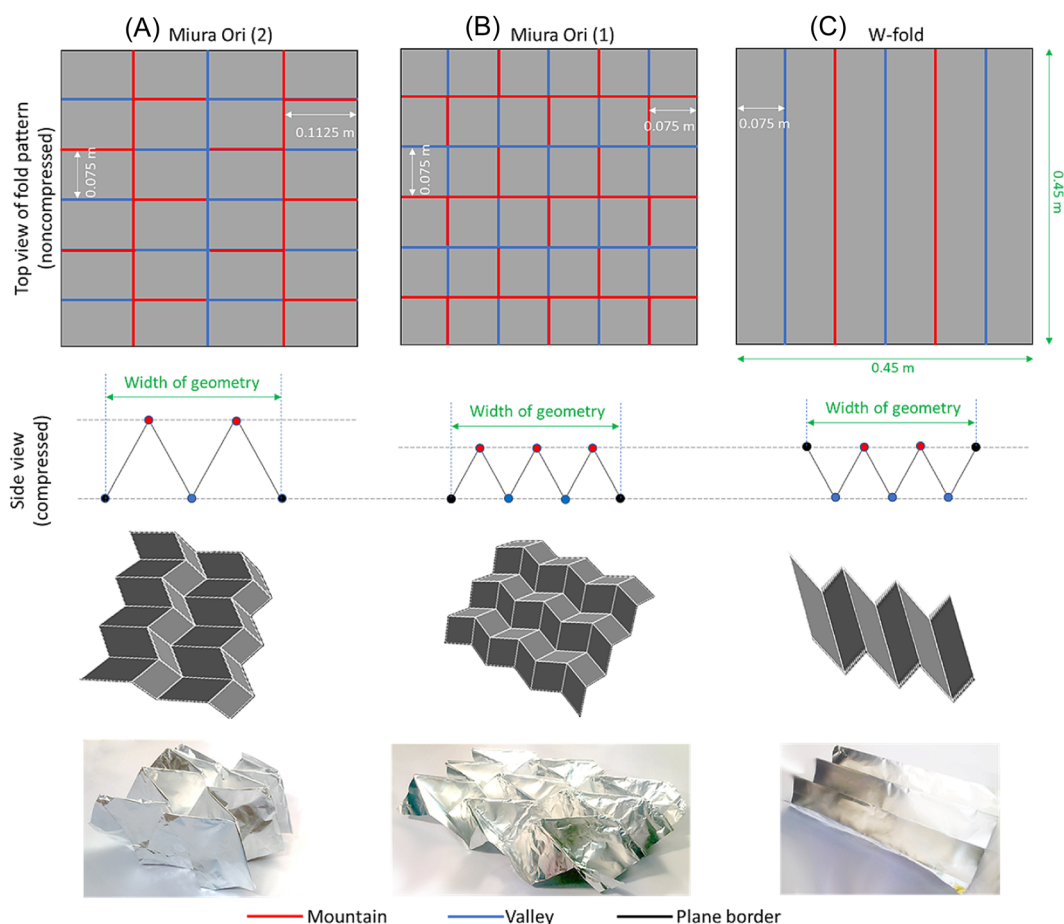 (A)
Miura Ori (2)
(B)
Miura Ori (1)
(C)
W-fold
Top view of fold pattern
(noncompressed)
0.1125 m
0.075 m
0.075 m
0.075 m
0.075 m
0.45 m
0.45 m
Side view
(compressed)
Width of geometry
Width of geometry
Width of geometry
Mountain
Valley
Plane border